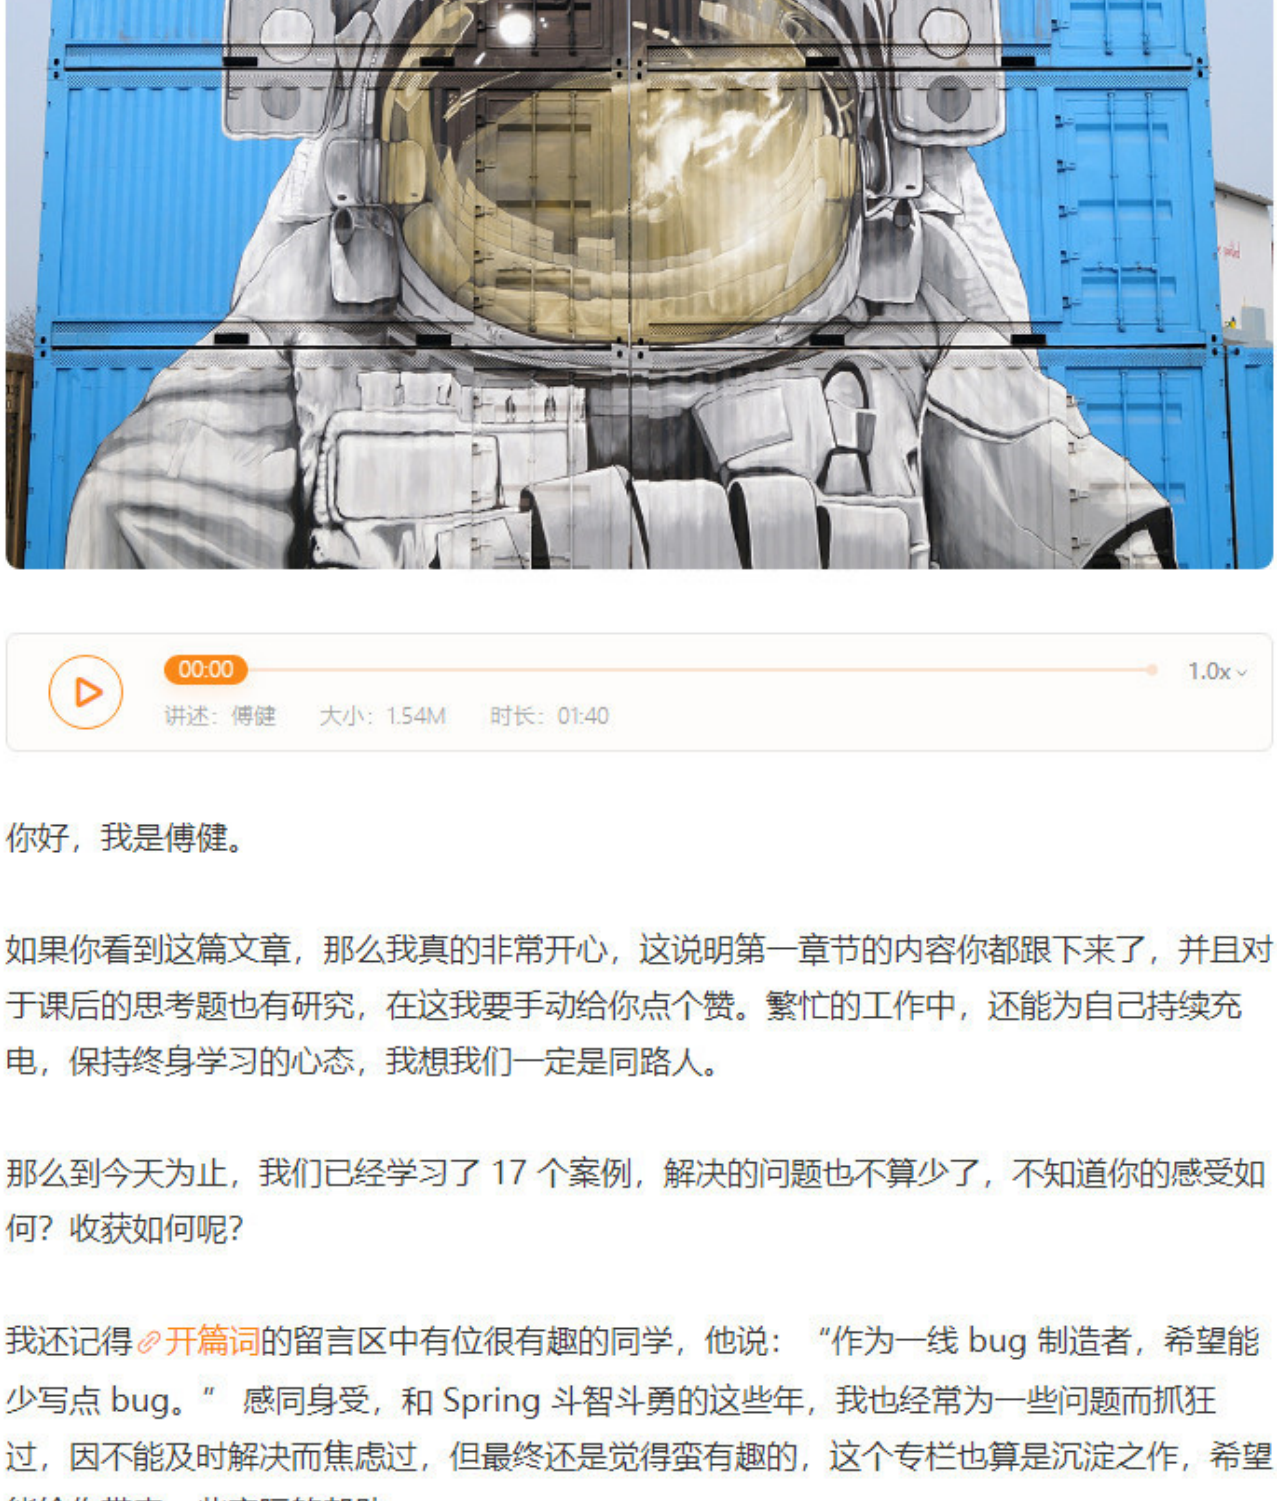 00:00
1.0x
讲述：傅健 大小：1.54M 时长：01:40
你好，我是傅健。
如果你看到这篇文章，那么我真的非常开心，这说明第一章节的内容你都跟下来了，并且对
于课后的思考题也有研究，在这我要手动给你点个赞。繁忙的工作中，还能为自己持续充
电，保持终身学习的心态，我想我们一定是同路人。
那么到今天为止，我们已经学习了 17 个案例，解决的问题也不算少了，不知道你的感受如
何？收获如何呢？
我还记得开篇词的留言区中有位很有趣的同学，他说：“作为一线 bug 制造者，希望能
少写点 bug。” 感同身受，和 Spring 斗智斗勇的这些年，我也经常为一些问题而抓狂
过，因不能及时解决而焦虑过，但最终还是觉得蛮有趣的，这个专栏也算是沉淀之作，希望